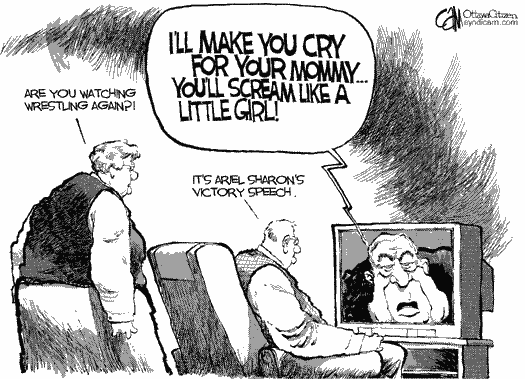 CAM
Ottawa Citizen
syndicam.com
I'LL MAKE YOU CRY
FOR YOUR MOMMY...
YOU'LL SCREAM LIKE A
LITTLE GIRL!
ARE YOU WATCHING
WRESTLING AGAIN?!
IT'S ARIEL SHARON'S
VICTORY SPEECH.